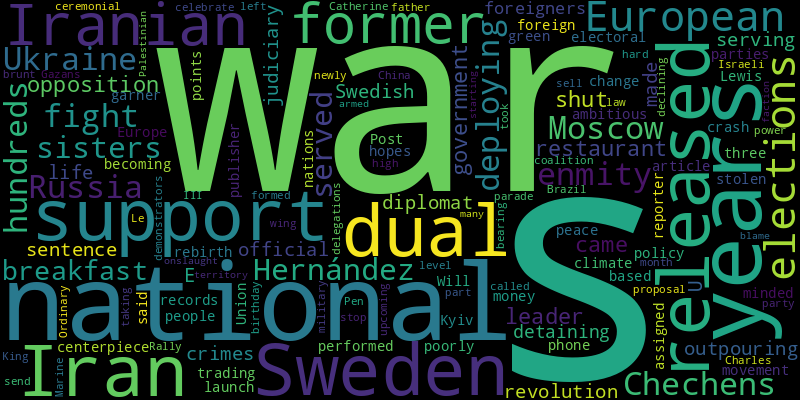 ceremonial
Iranian
celebrate
left
Catherine
father
foreigners
foreign
European
former
green
electoral
serving
parties
Ukraine
Palestinian
points
judiciary
war
deploying
government
China
starting
newly
Swedish
brunt
Gazans
opposition
garner
armed
hard
Israeli
Lewis
made
declining
released
years
elections
shut
law
sell
change
ambitious
crash
power
faction
hundreds
fight
Europe
publisher
nations
served
Post
hopes
high
took
Moscow
restaurant
coalition
three
sisters
becoming
life
Russia
ill
formed
enmity
article
stolen
Brazil
reporter
support
Le
demonstrators
wing
delegations
diplomat
parade
many
bearing
dual
S
peace
came
policy
climate
based
month
blame
territory
sentence
rebirth
official
onslaught
breakfast
E
Hernández
level
Will
called
money
proposal
U
minded
party
national
Ordinary
taking
said
records
people
Union
birthday
military
Pen
stop
upcoming
part
Kyiv
leader
detaining
phone
assigned
outpouring
King
centerpiece
Rally
crimes
performed
poorly
Charles
movement
send
Iran
Marine
trading
launch
Sweden
revolution
Chechens